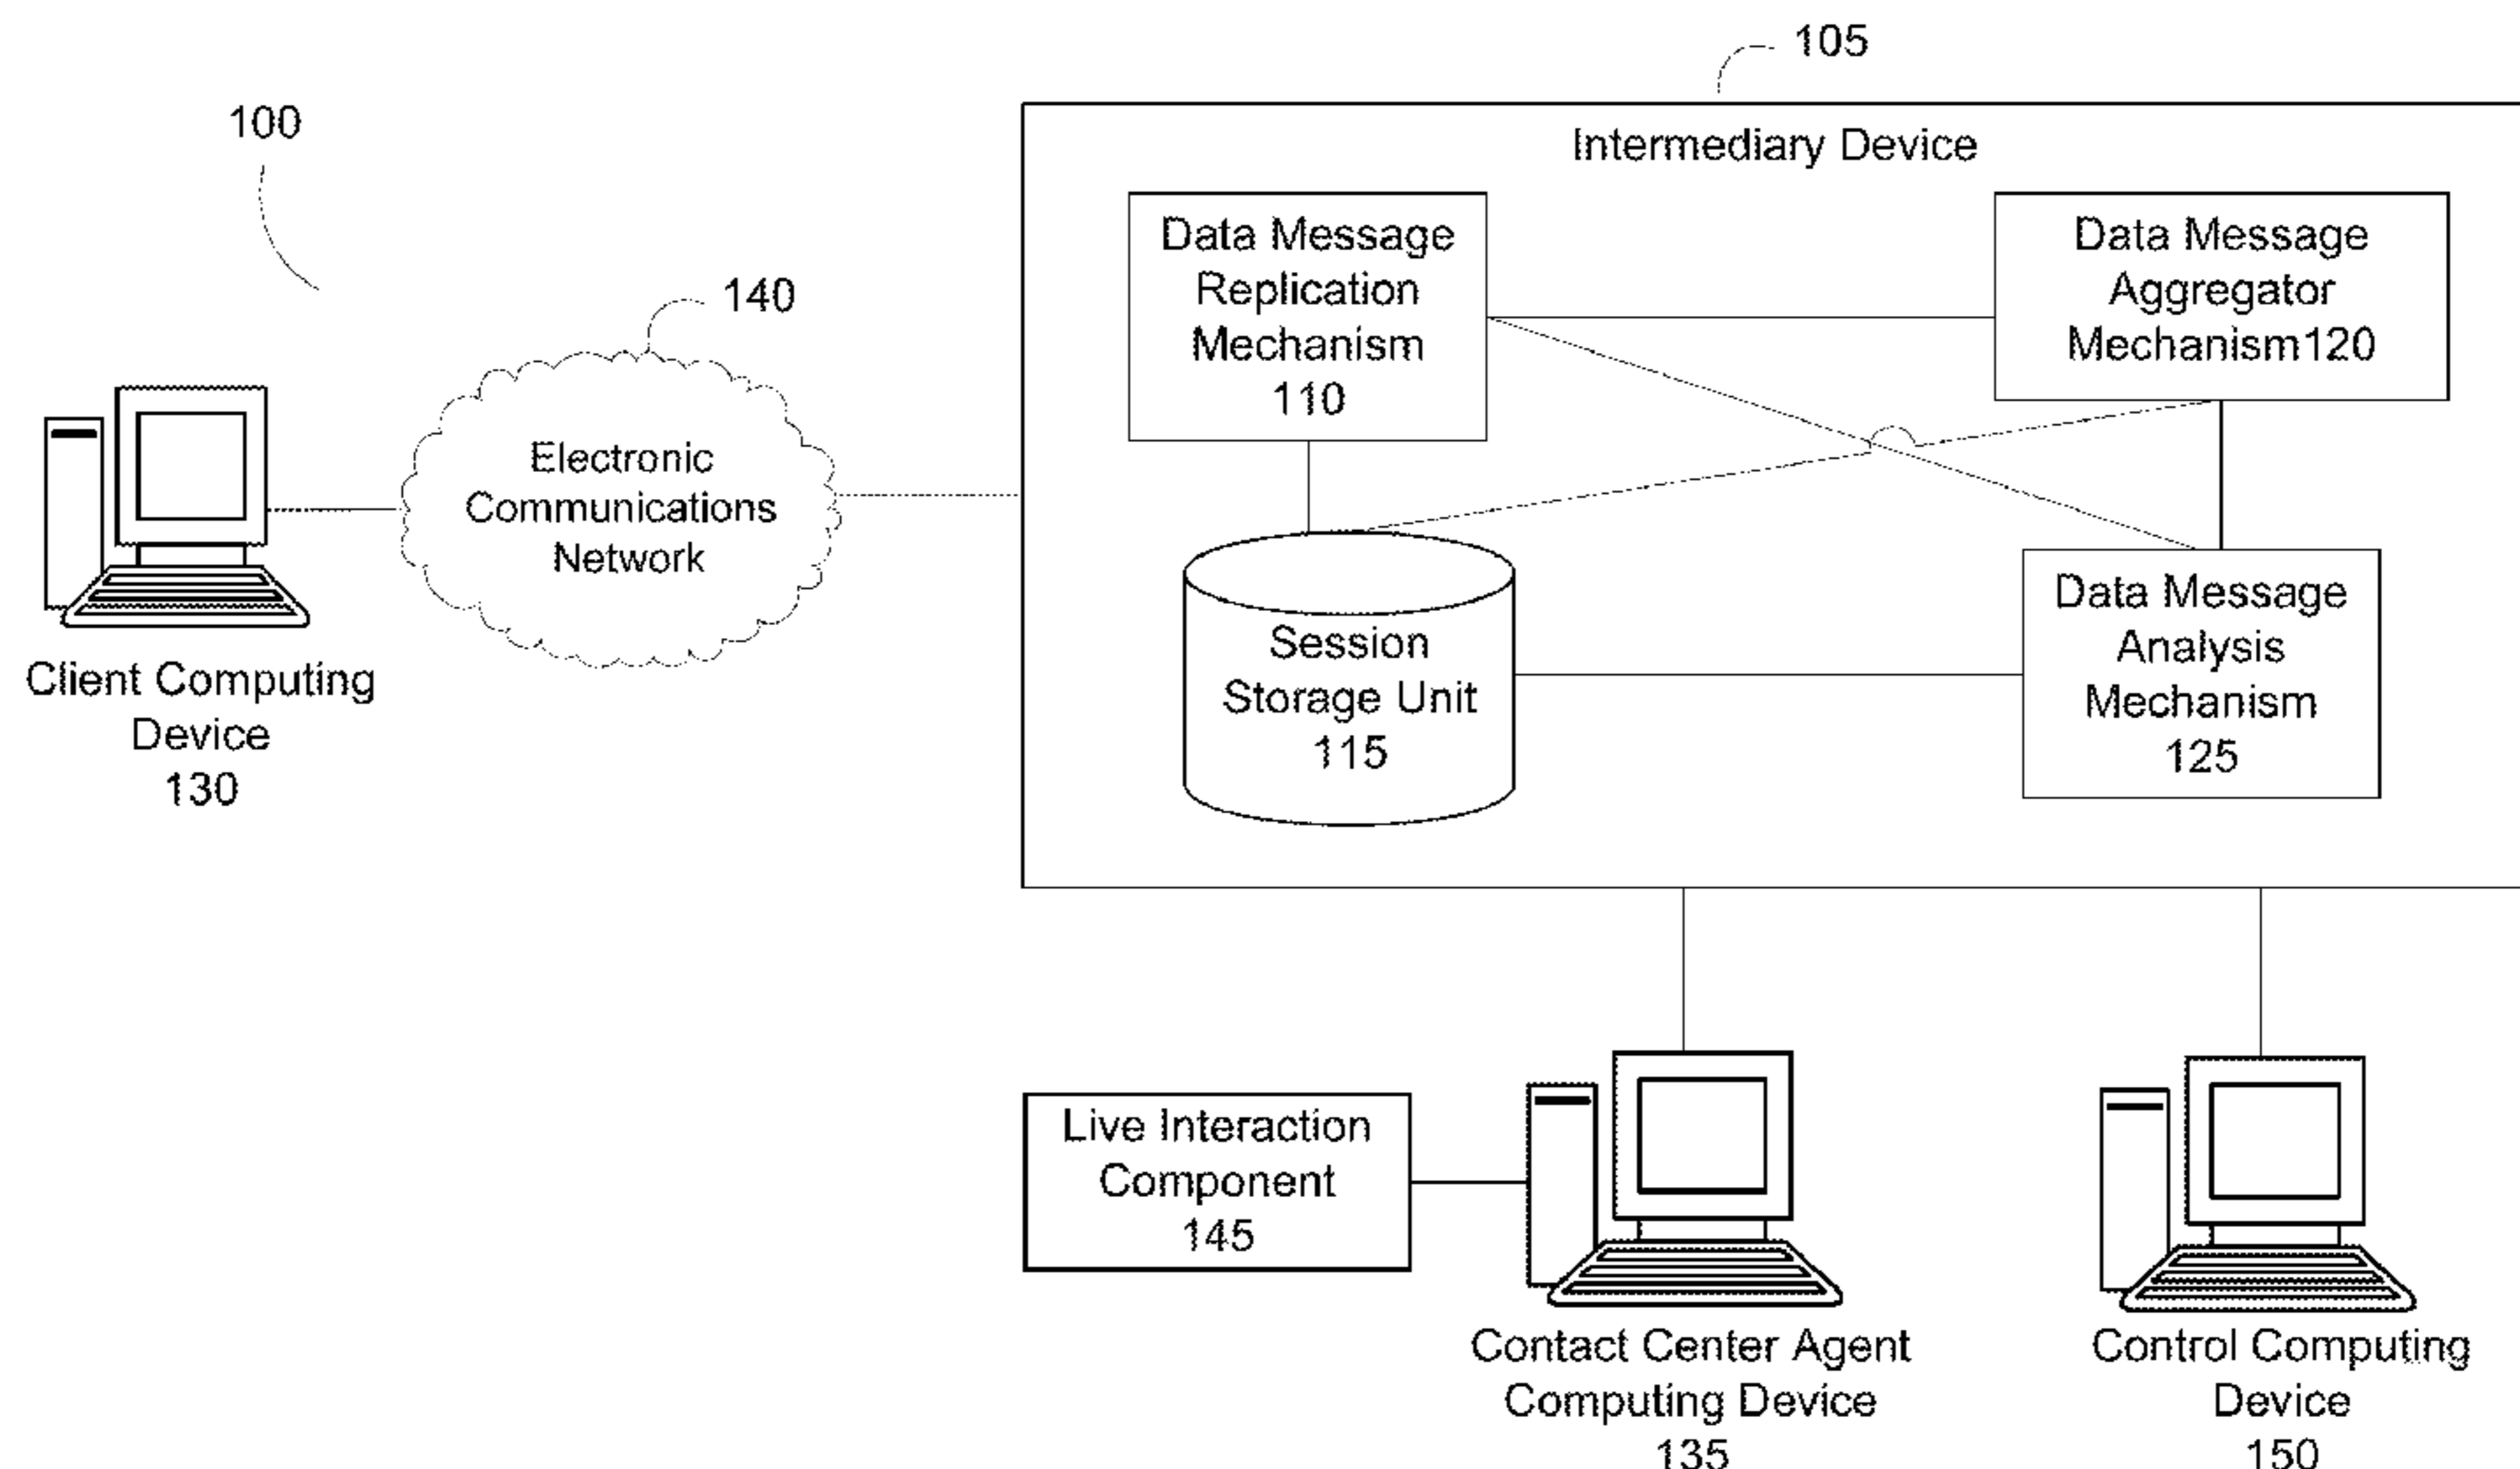 105
100
Intermediary Device
Data Message
Replication
Mechanism
110
Data Message
Aggregator
Mechanism120
140
Electronic
Communications
Network
Session
Storage Unit
115
Data Message
Analysis
Mechanism
125
Client Computing
Device
130
Live Interaction
Component
145
Contact Center Agent
Computing Device
135
Control Computing
Device
150